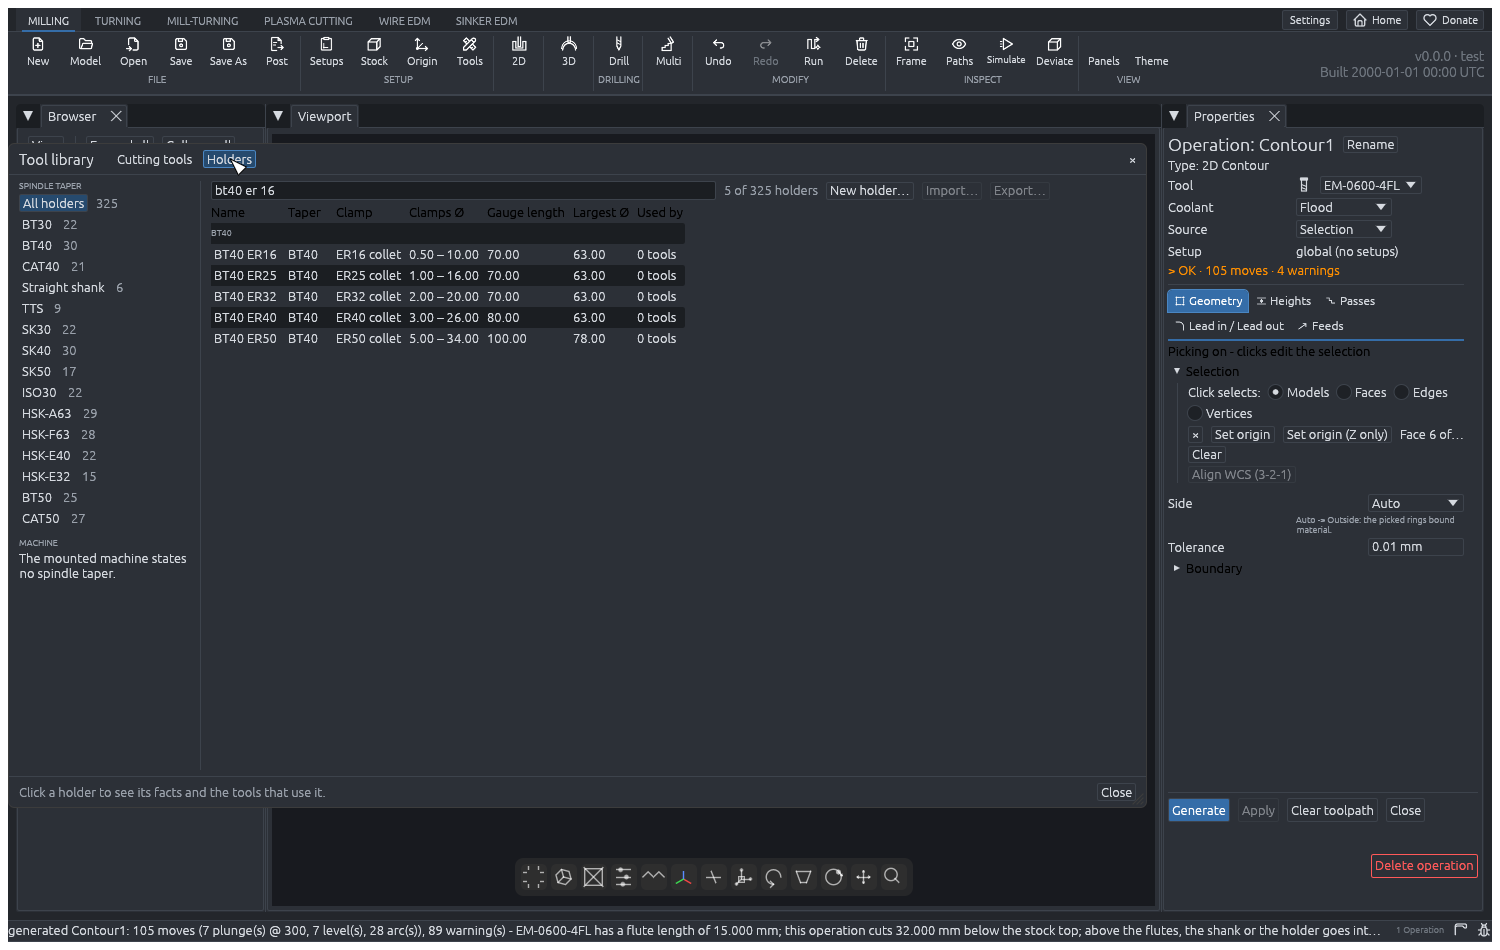 MILLING TURNING MILL-TURNING PLASMA CUTTING WIRE EDM SINKER EDM Settings Home Donate
New Model Open Save Save As Post Setups Stock Origin Tools 2D 3D Drill Multi Undo Redo Run Delete Frame Paths Simulate Deviate Panels Theme
FILE SETUP DRILLING MODIFY INSPECT VIEW
v0.0.0 · test
Built 2000-01-01 00:00 UTC
Browser Viewport Properties
Tool library Cutting tools Holders
SPINDLE TAPER
All holders 325
BT30 22
BT40 30
CAT40 21
Straight shank 6
TTS 9
SK30 22
SK40 30
SK50 17
ISO30 22
HSK-A63 29
HSK-F63 28
HSK-E40 22
HSK-E32 15
BT50 25
CAT50 27
MACHINE
The mounted machine states
no spindle taper.
bt40 er 16 5 of 325 holders New holder... Import... Export...
Name Taper Clamp Clamps Ø Gauge length Largest Ø Used by
BT40
BT40 ER16 BT40 ER16 collet 0.50 – 10.00 70.00 63.00 0 tools
BT40 ER25 BT40 ER25 collet 1.00 – 16.00 70.00 63.00 0 tools
BT40 ER32 BT40 ER32 collet 2.00 – 20.00 70.00 63.00 0 tools
BT40 ER40 BT40 ER40 collet 3.00 – 26.00 80.00 63.00 0 tools
BT40 ER50 BT40 ER50 collet 5.00 – 34.00 100.00 78.00 0 tools
Click a holder to see its facts and the tools that use it. Close
Operation: Contour1 Rename
Type: 2D Contour
Tool EM-0600-4FL
Coolant Flood
Source Selection
Setup global (no setups)
> OK · 105 moves · 4 warnings
Geometry Heights Passes
Lead in / Lead out Feeds
Picking on - clicks edit the selection
Selection
Click selects: Models Faces Edges
Vertices
× Set origin Set origin (Z only) Face 6 of...
Clear
Align WCS (3-2-1)
Side Auto
Auto -> Outside: the picked rings bound
material.
Tolerance 0.01 mm
Boundary
Generate Apply Clear toolpath Close
Delete operation
generated Contour1: 105 moves (7 plunge(s) @ 300, 7 level(s), 28 arc(s)), 89 warning(s) - EM-0600-4FL has a flute length of 15.000 mm; this operation cuts 32.000 mm below the stock top; above the flutes, the shank or the holder goes int... 1 Operation